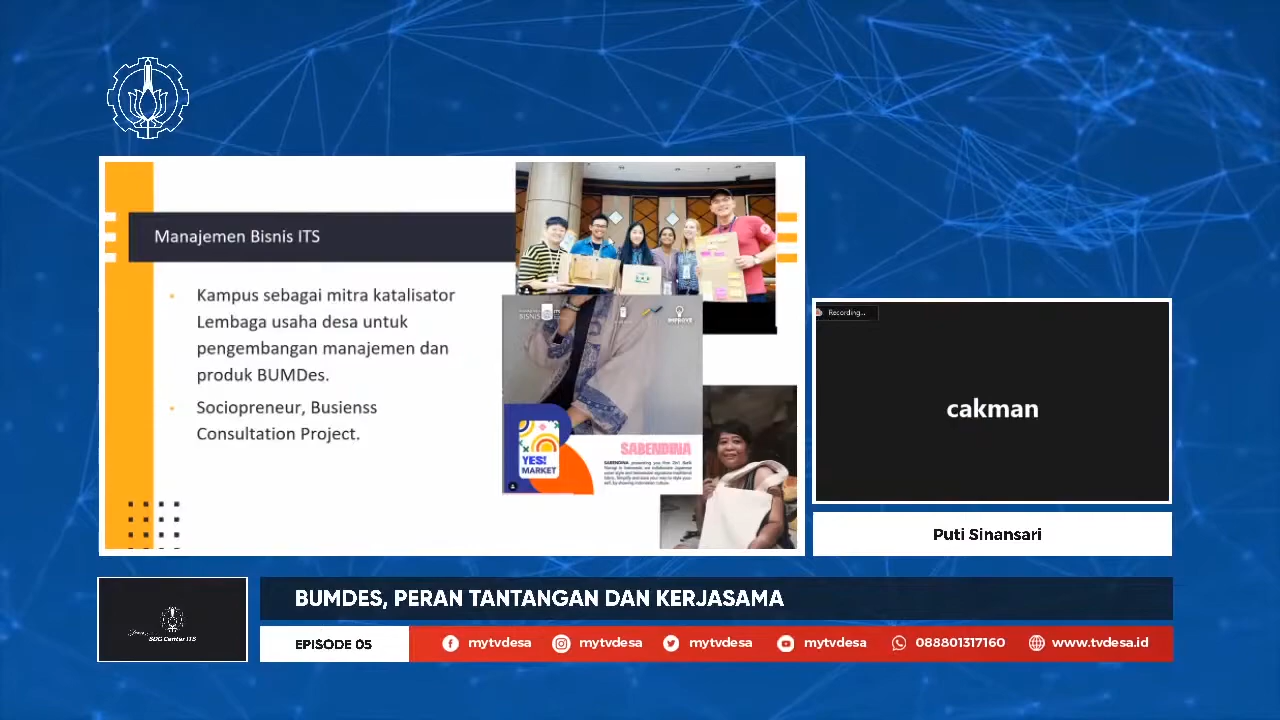 Manajemen Bisnis ITS
Kampus sebagai mitra katalisator
Lembaga usaha desa untuk
pengembangan manajemen dan
produk BUMDes.
Sociopreneur, Busienss
Consultation Project.
BISNIS
IMPROVE
YES!
MARKET
SABENDINA
Recording...
cakman
Puti Sinansari
SDG Center ITS
BUMDES, PERAN TANTANGAN DAN KERJASAMA
EPISODE 05
mytvdesa
mytvdesa
mytvdesa
mytvdesa
088801317160
www.tvdesa.id